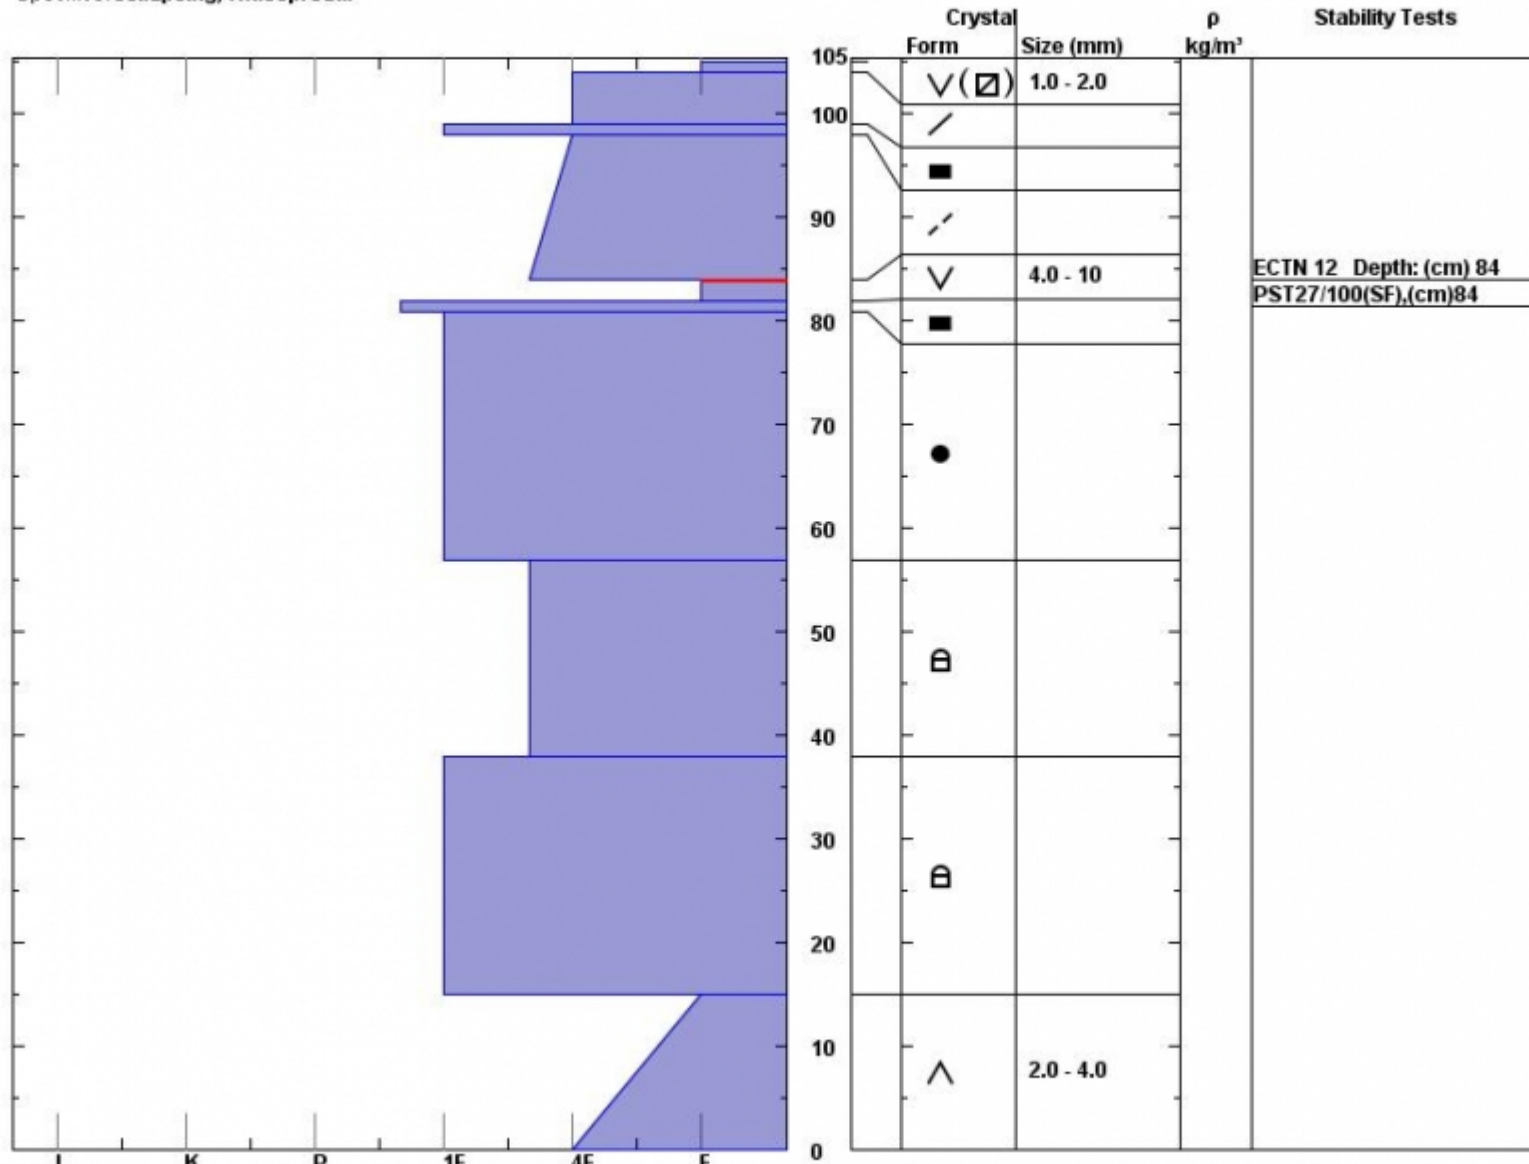 Crystal ρ Stability Tests
Form Size (mm) kg/m³
105
1.0 - 2.0
100
90
ECTN 12 Depth: (cm) 84
4.0 - 10
PST27/100(SF),(cm)84
80
70
60
50
40
30
20
10
2.0 - 4.0
0
I K P 1F 4F F